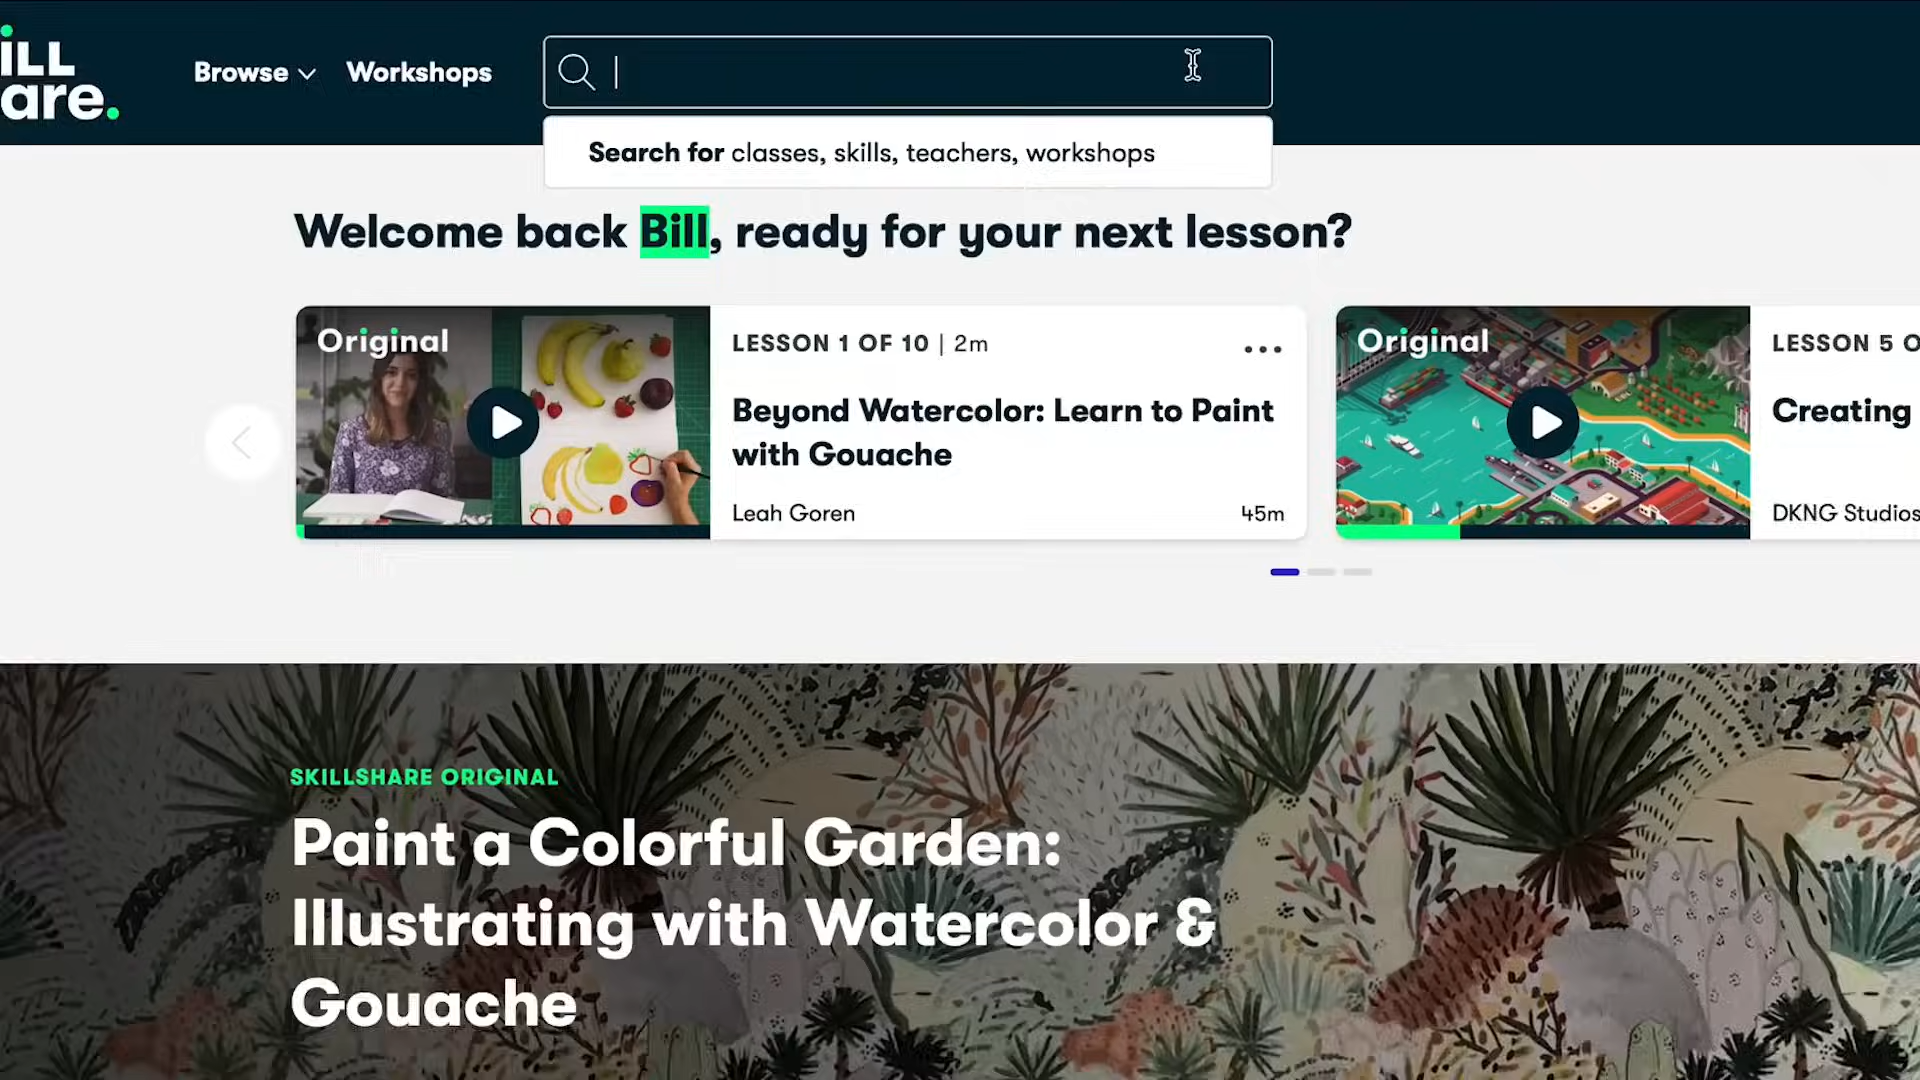 iLL
are.
Browse
Workshops
Search for classes, skills, teachers, workshops
Welcome back Bill, ready for your next lesson?
Original
LESSON 1 OF 10 | 2m
Beyond Watercolor: Learn to Paint
with Gouache
Leah Goren
45m
Original
LESSON 5 O
Creating
DKNG Studios
SKILLSHARE ORIGINAL
Paint a Colorful Garden:
Illustrating with Watercolor &
Gouache